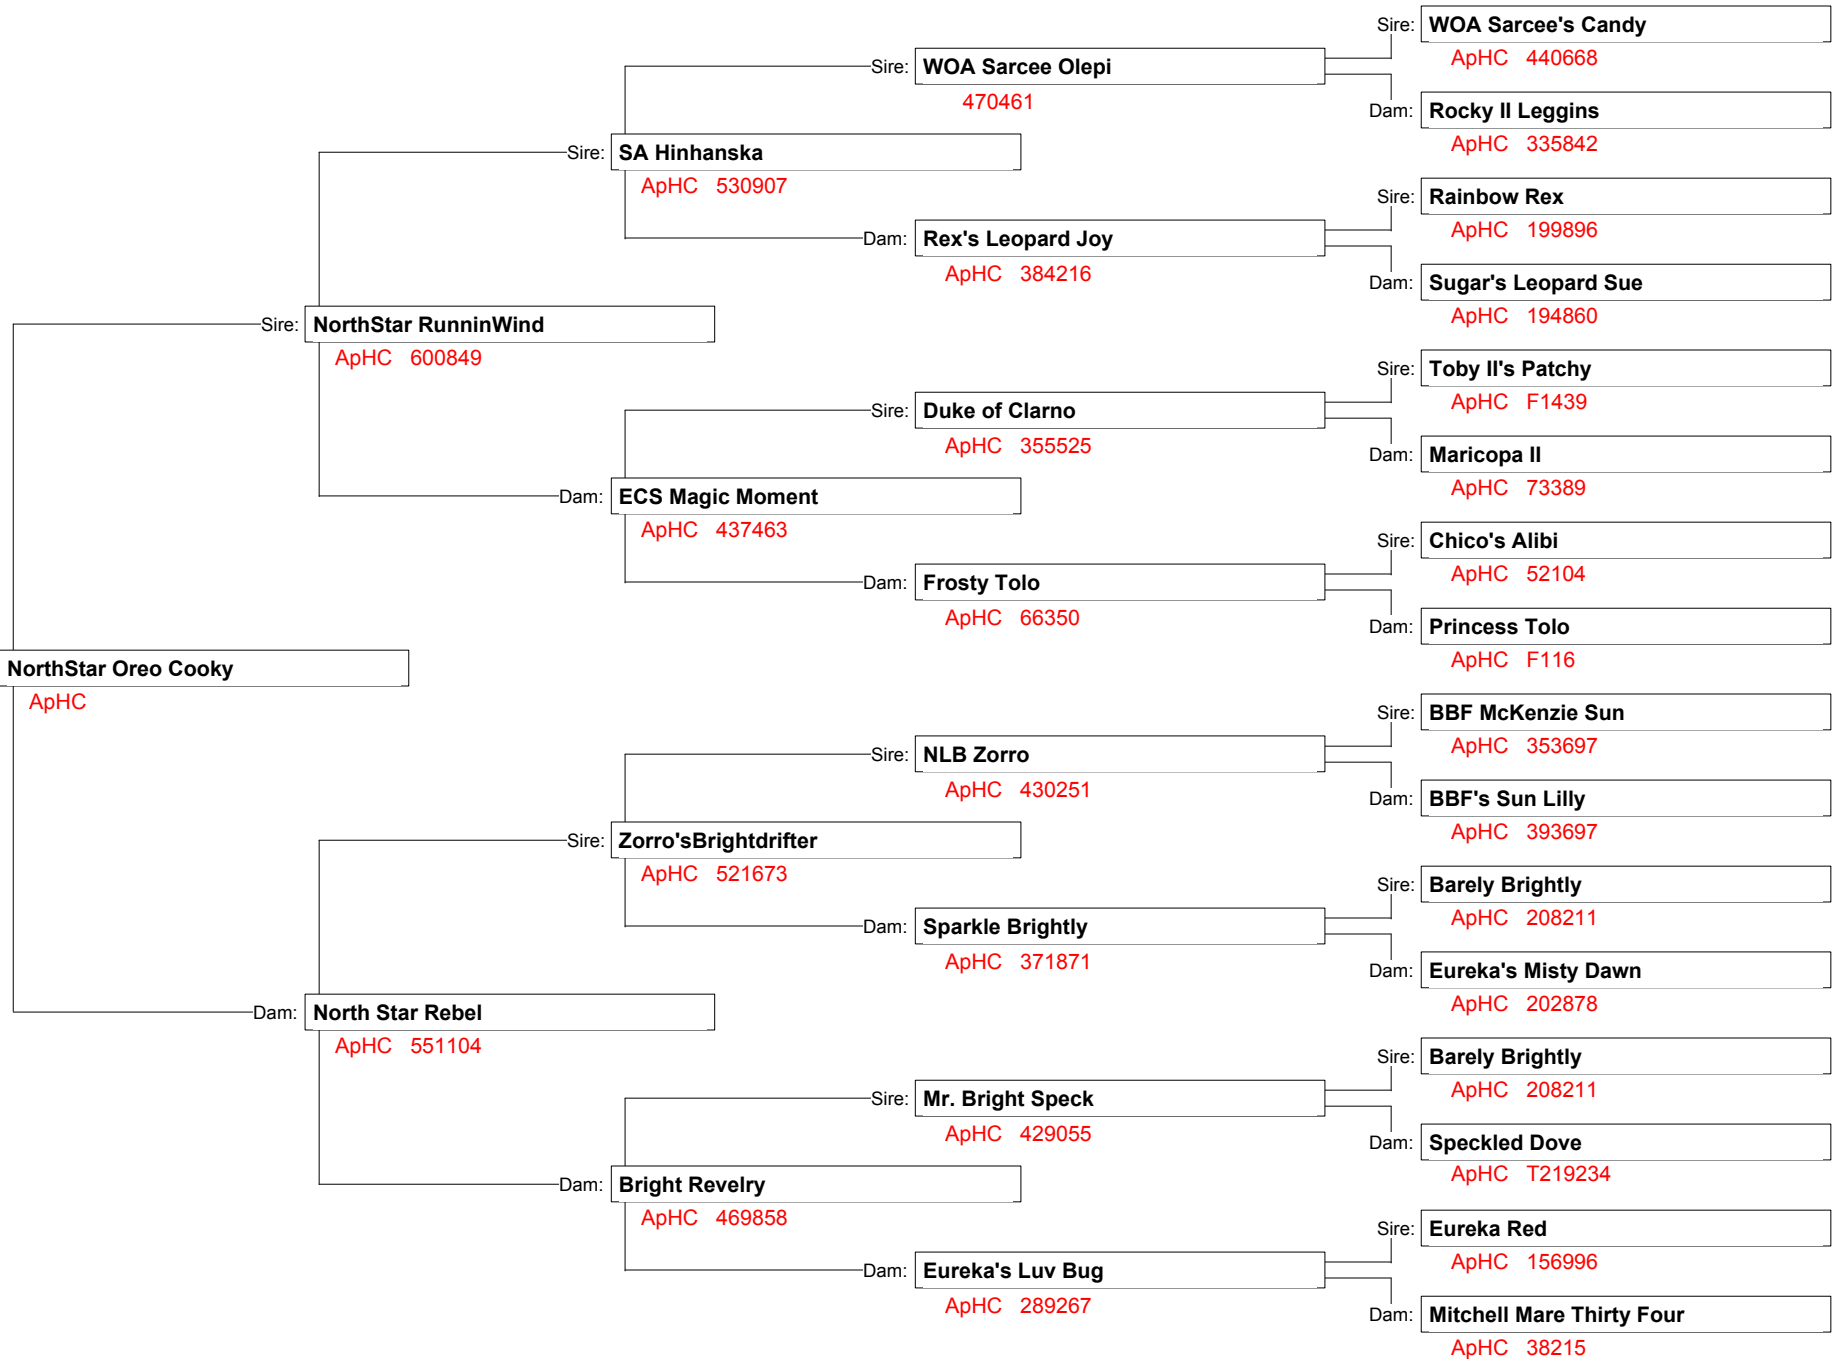 Sire: WOA Sarcee's Candy
ApHC 440668
Sire: WOA Sarcee Olepi
470461
Dam: Rocky II Leggins
ApHC 335842
Sire: SA Hinhanska
ApHC 530907
Sire: Rainbow Rex
ApHC 199896
Dam: Rex's Leopard Joy
ApHC 384216
Dam: Sugar's Leopard Sue
ApHC 194860
Sire: NorthStar RunninWind
ApHC 600849
Sire: Toby II's Patchy
ApHC F1439
Sire: Duke of Clarno
ApHC 355525
Dam: Maricopa II
ApHC 73389
Dam: ECS Magic Moment
ApHC 437463
Sire: Chico's Alibi
ApHC 52104
Dam: Frosty Tolo
ApHC 66350
Dam: Princess Tolo
ApHC F116
NorthStar Oreo Cooky
ApHC
Sire: BBF McKenzie Sun
ApHC 353697
Sire: NLB Zorro
ApHC 430251
Dam: BBF's Sun Lilly
ApHC 393697
Sire: Zorro'sBrightdrifter
ApHC 521673
Sire: Barely Brightly
ApHC 208211
Dam: Sparkle Brightly
ApHC 371871
Dam: Eureka's Misty Dawn
ApHC 202878
Dam: North Star Rebel
ApHC 551104
Sire: Barely Brightly
ApHC 208211
Sire: Mr. Bright Speck
ApHC 429055
Dam: Speckled Dove
ApHC T219234
Dam: Bright Revelry
ApHC 469858
Sire: Eureka Red
ApHC 156996
Dam: Eureka's Luv Bug
ApHC 289267
Dam: Mitchell Mare Thirty Four
ApHC 38215